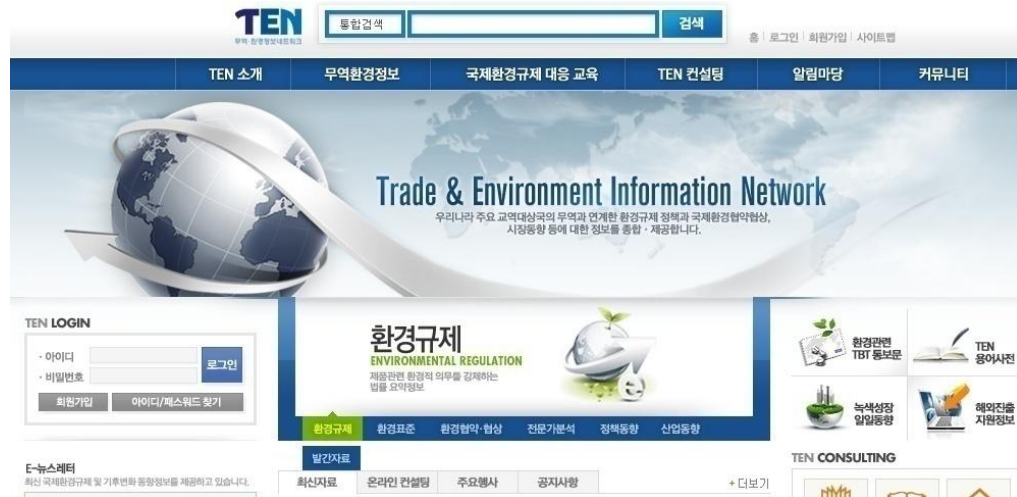 TEN
무역·환경정보네트워크
통합검색
검색
홈 | 로그인 | 회원가입 | 사이트맵
TEN 소개
무역환경정보
국제환경규제 대응 교육
TEN 컨설팅
알림마당
커뮤니티
Trade & Environment Information Network
우리나라 주요 교역대상국의 무역과 연계한 환경규제 정책과 국제환경협약협상,
시장동향 등에 대한 정보를 종합 · 제공합니다.
TEN LOGIN
· 아이디
· 비밀번호
로그인
회원가입
아이디/패스워드 찾기
환경규제
ENVIRONMENTAL REGULATION
제품관련 환경적 의무를 강제하는
법률 요약정보
환경규제
환경표준
환경협약·협상
전문가분석
정책동향
산업동향
발간자료
환경관련
TBT 통보문
TEN
용어사전
녹색성장
일일동향
해외진출
지원정보
E-뉴스레터
최신 국제환경규제 및 기후변화 동향정보를 제공하고 있습니다.
최신자료
온라인 컨설팅
주요행사
공지사항
+ 더보기
TEN CONSULTING